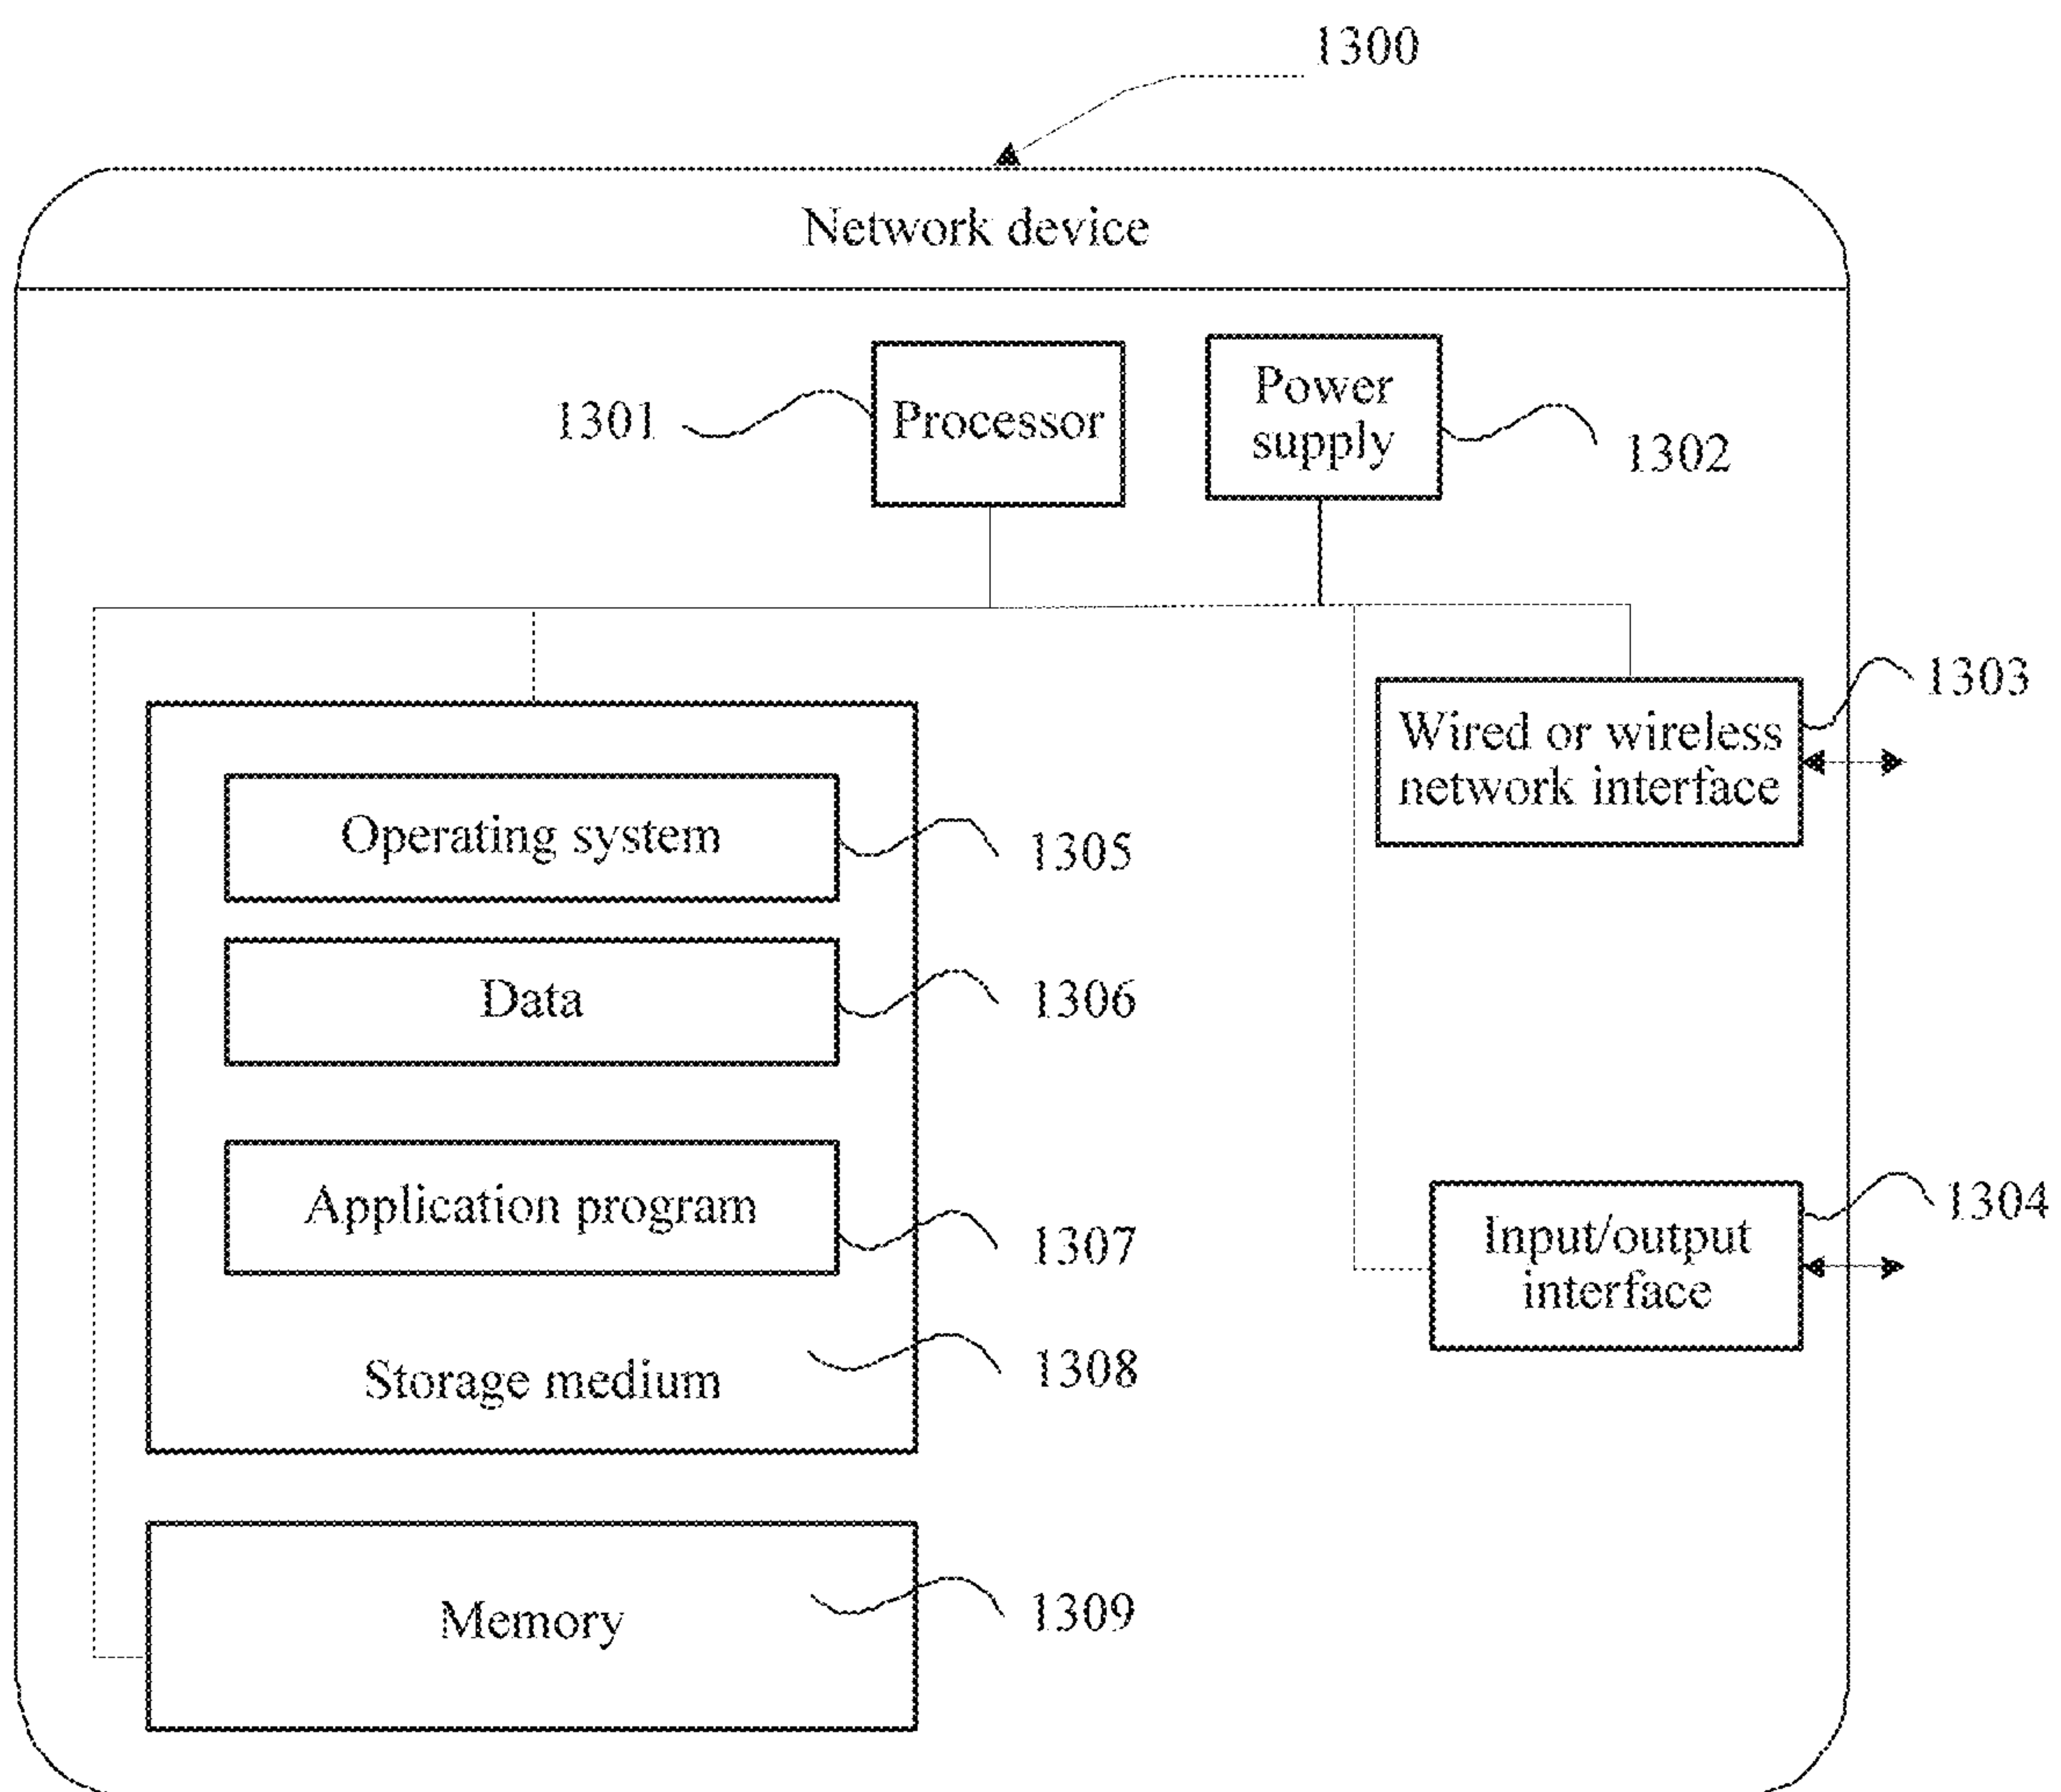 1300
Network device
1301
Processor
Power
supply
1302
1303
Wired or wireless
network interface
Operating system
1305
Data
1306
Application program
1307
1304
Input/output
interface
Storage medium
1308
Memory
1309